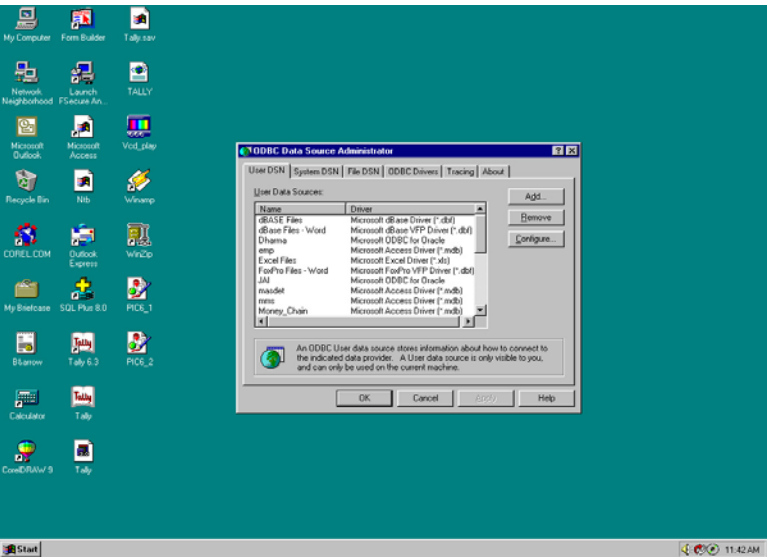 My Computer
Form Builder
Tally.sav
Network Neighborhood
Launch FSecure An...
TALLY
Microsoft Outlook
Microsoft Access
Vcd_play
Recycle Bin
Ntb
Winamp
COREL.COM
Outlook Express
WinZip
My Briefcase
SQL Plus 8.0
PIC6_1
Tally 6.3
PIC6_2
Calculator
Tally
CorelDRAW 9
Tally
ODBC Data Source Administrator
User DSN System DSN File DSN ODBC Drivers Tracing About
User Data Sources:
Name Driver
dBASE Files Microsoft dBase Driver (*.dbf)
dBase Files - Word Microsoft dBase VFP Driver (*.dbf)
Dharma Microsoft ODBC for Oracle
emp Microsoft Access Driver (*.mdb)
Excel Files Microsoft Excel Driver (*.xls)
FoxPro Files - Word Microsoft FoxPro VFP Driver (*.dbf)
JAI Microsoft ODBC for Oracle
masdet Microsoft Access Driver (*.mdb)
mms Microsoft Access Driver (*.mdb)
Money_Chain Microsoft Access Driver (*.mdb)
Add...
Remove
Configure...
An ODBC User data source stores information about how to connect to
the indicated data provider. A User data source is only visible to you,
and can only be used on the current machine.
OK Cancel Apply Help
Start
11:42 AM